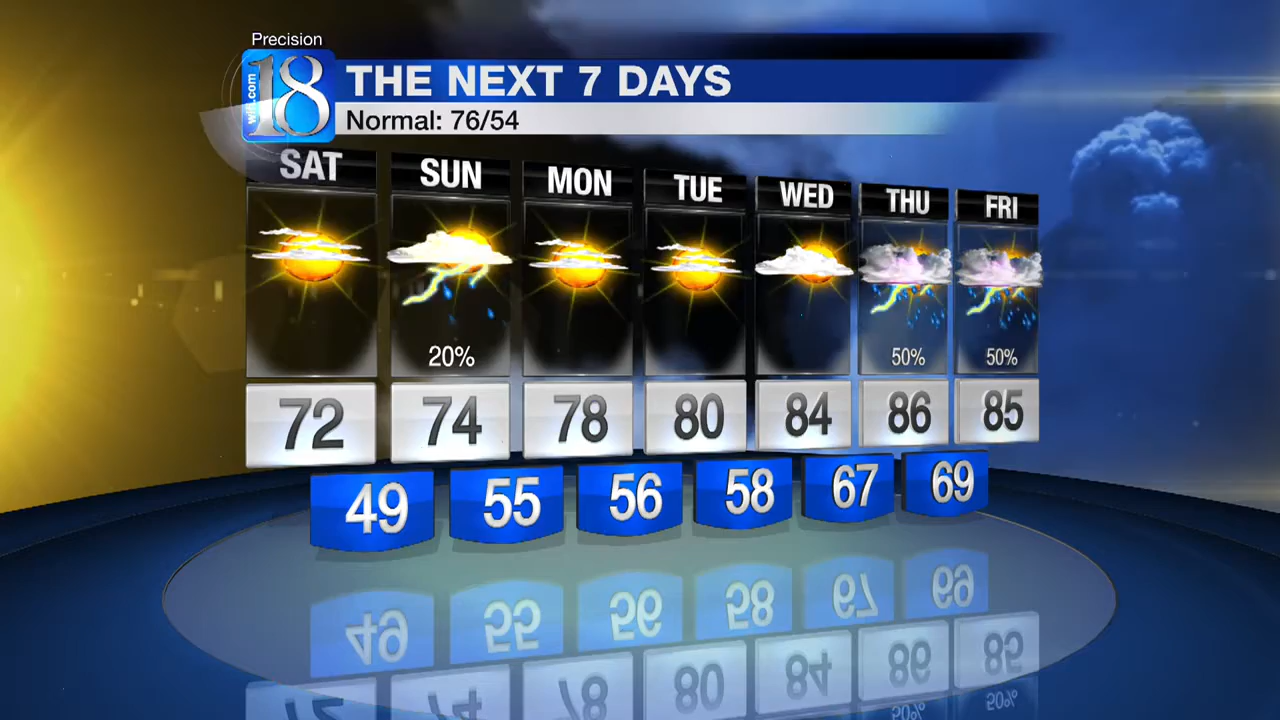 Precision
wlfi.com
18
THE NEXT 7 DAYS
Normal: 76/54
SAT SUN MON TUE WED THU FRI
20% 50% 50%
72 74 78 80 84 86 85
49 55 56 58 67 69